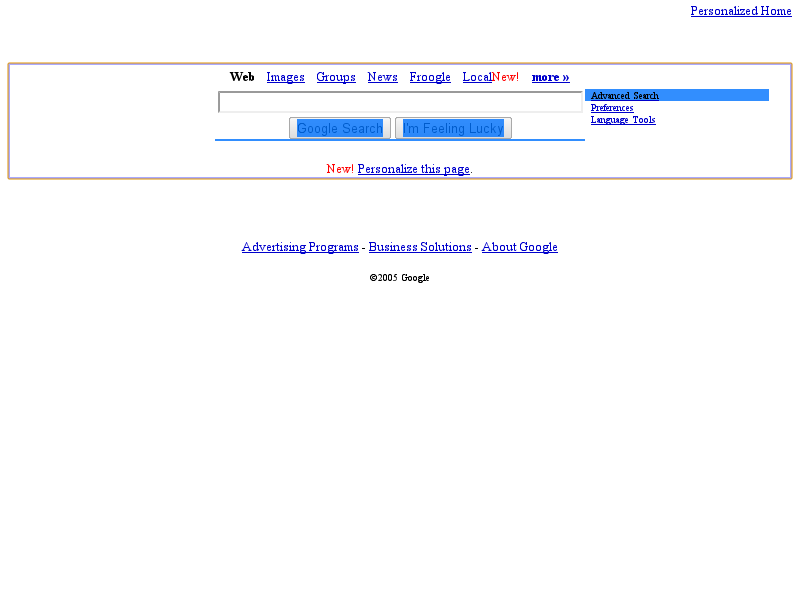 Personalized Home
Web Images Groups News Froogle LocalNew! more »
Advanced Search
Preferences
Language Tools
Google Search I'm Feeling Lucky
New! Personalize this page.
Advertising Programs - Business Solutions - About Google
©2005 Google